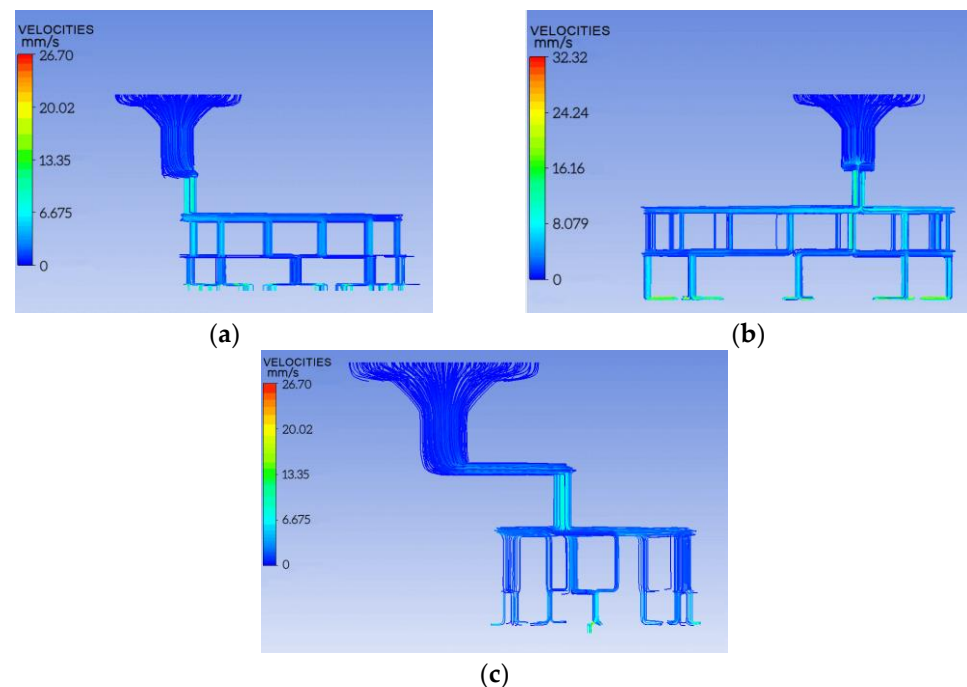 VELOCITIES
mm/s
26.70
20.02
13.35
6.675
0
(a)
VELOCITIES
mm/s
32.32
24.24
16.16
8.079
0
(b)
VELOCITIES
mm/s
26.70
20.02
13.35
6.675
0
(c)